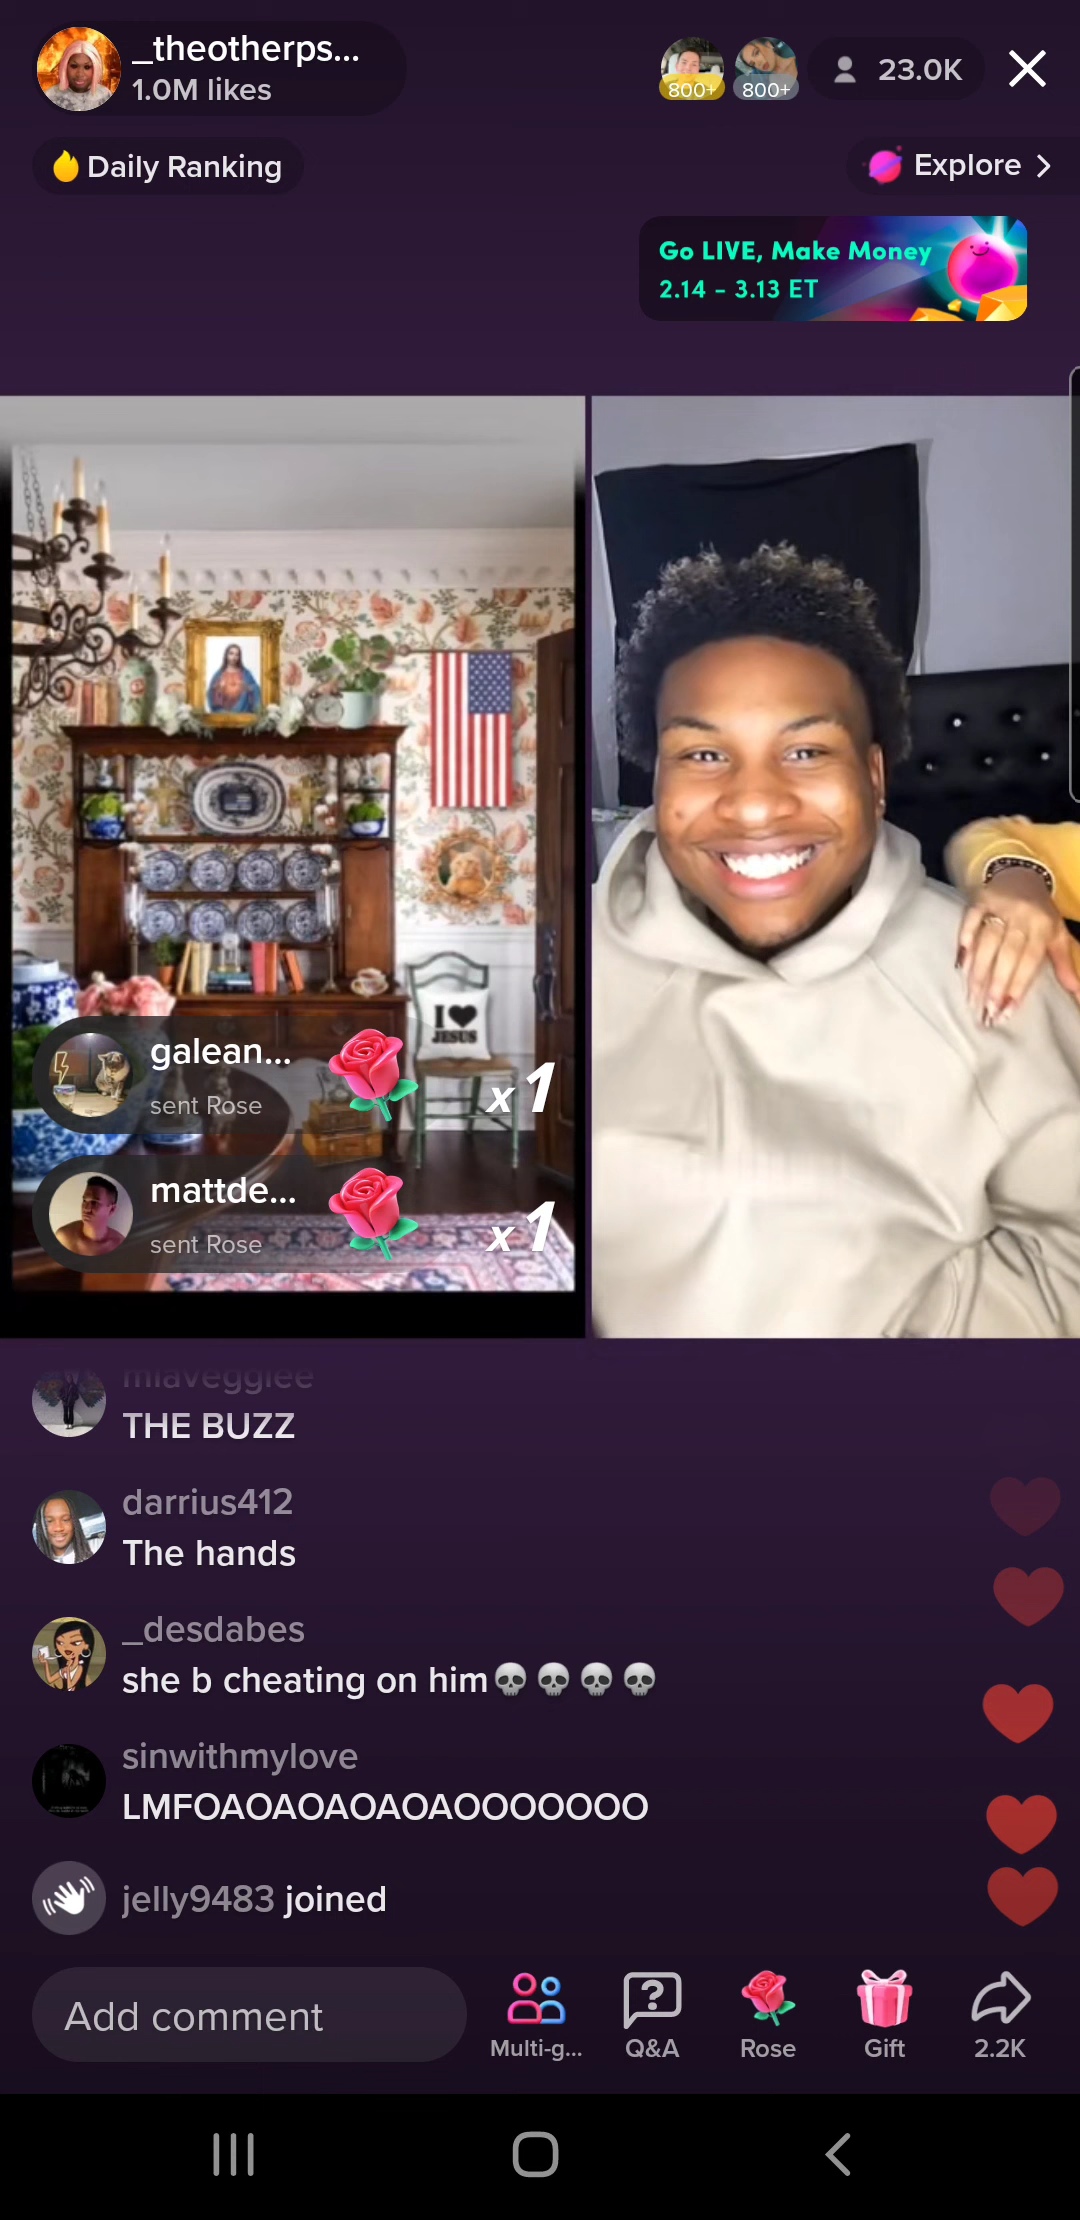 _theotherps...
1.0M likes
800+
800+
23.0K
Daily Ranking
Explore
Go LIVE, Make Money
2.14 - 3.13 ET
I ♥
JESUS
galean...
sent Rose
x1
mattde...
sent Rose
x1
miaveggiee
THE BUZZ
darrius412
The hands
_desdabes
she b cheating on him💀💀💀💀
sinwithmylove
LMFOAOAOAOAOAOOOOOOO
jelly9483 joined
Add comment
Multi-g...
Q&A
Rose
Gift
2.2K